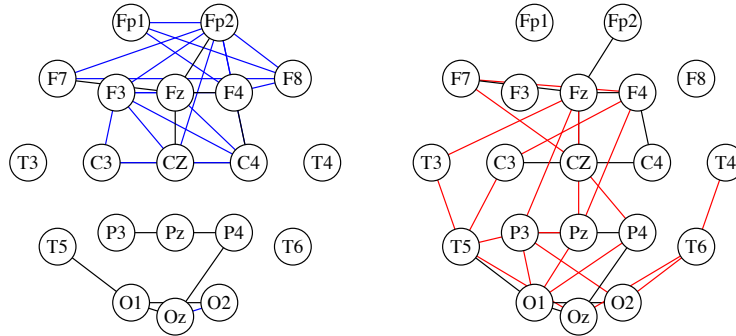 Fp1 Fp2 Fp1 Fp2
F7 F3 Fz F4 F8 F7 F3 Fz F4 F8
T3 C3 CZ C4 T4 T3 C3 CZ C4 T4
T5 P3 Pz P4 T6 T5 P3 Pz P4 T6
O1 Oz O2 O1 Oz O2